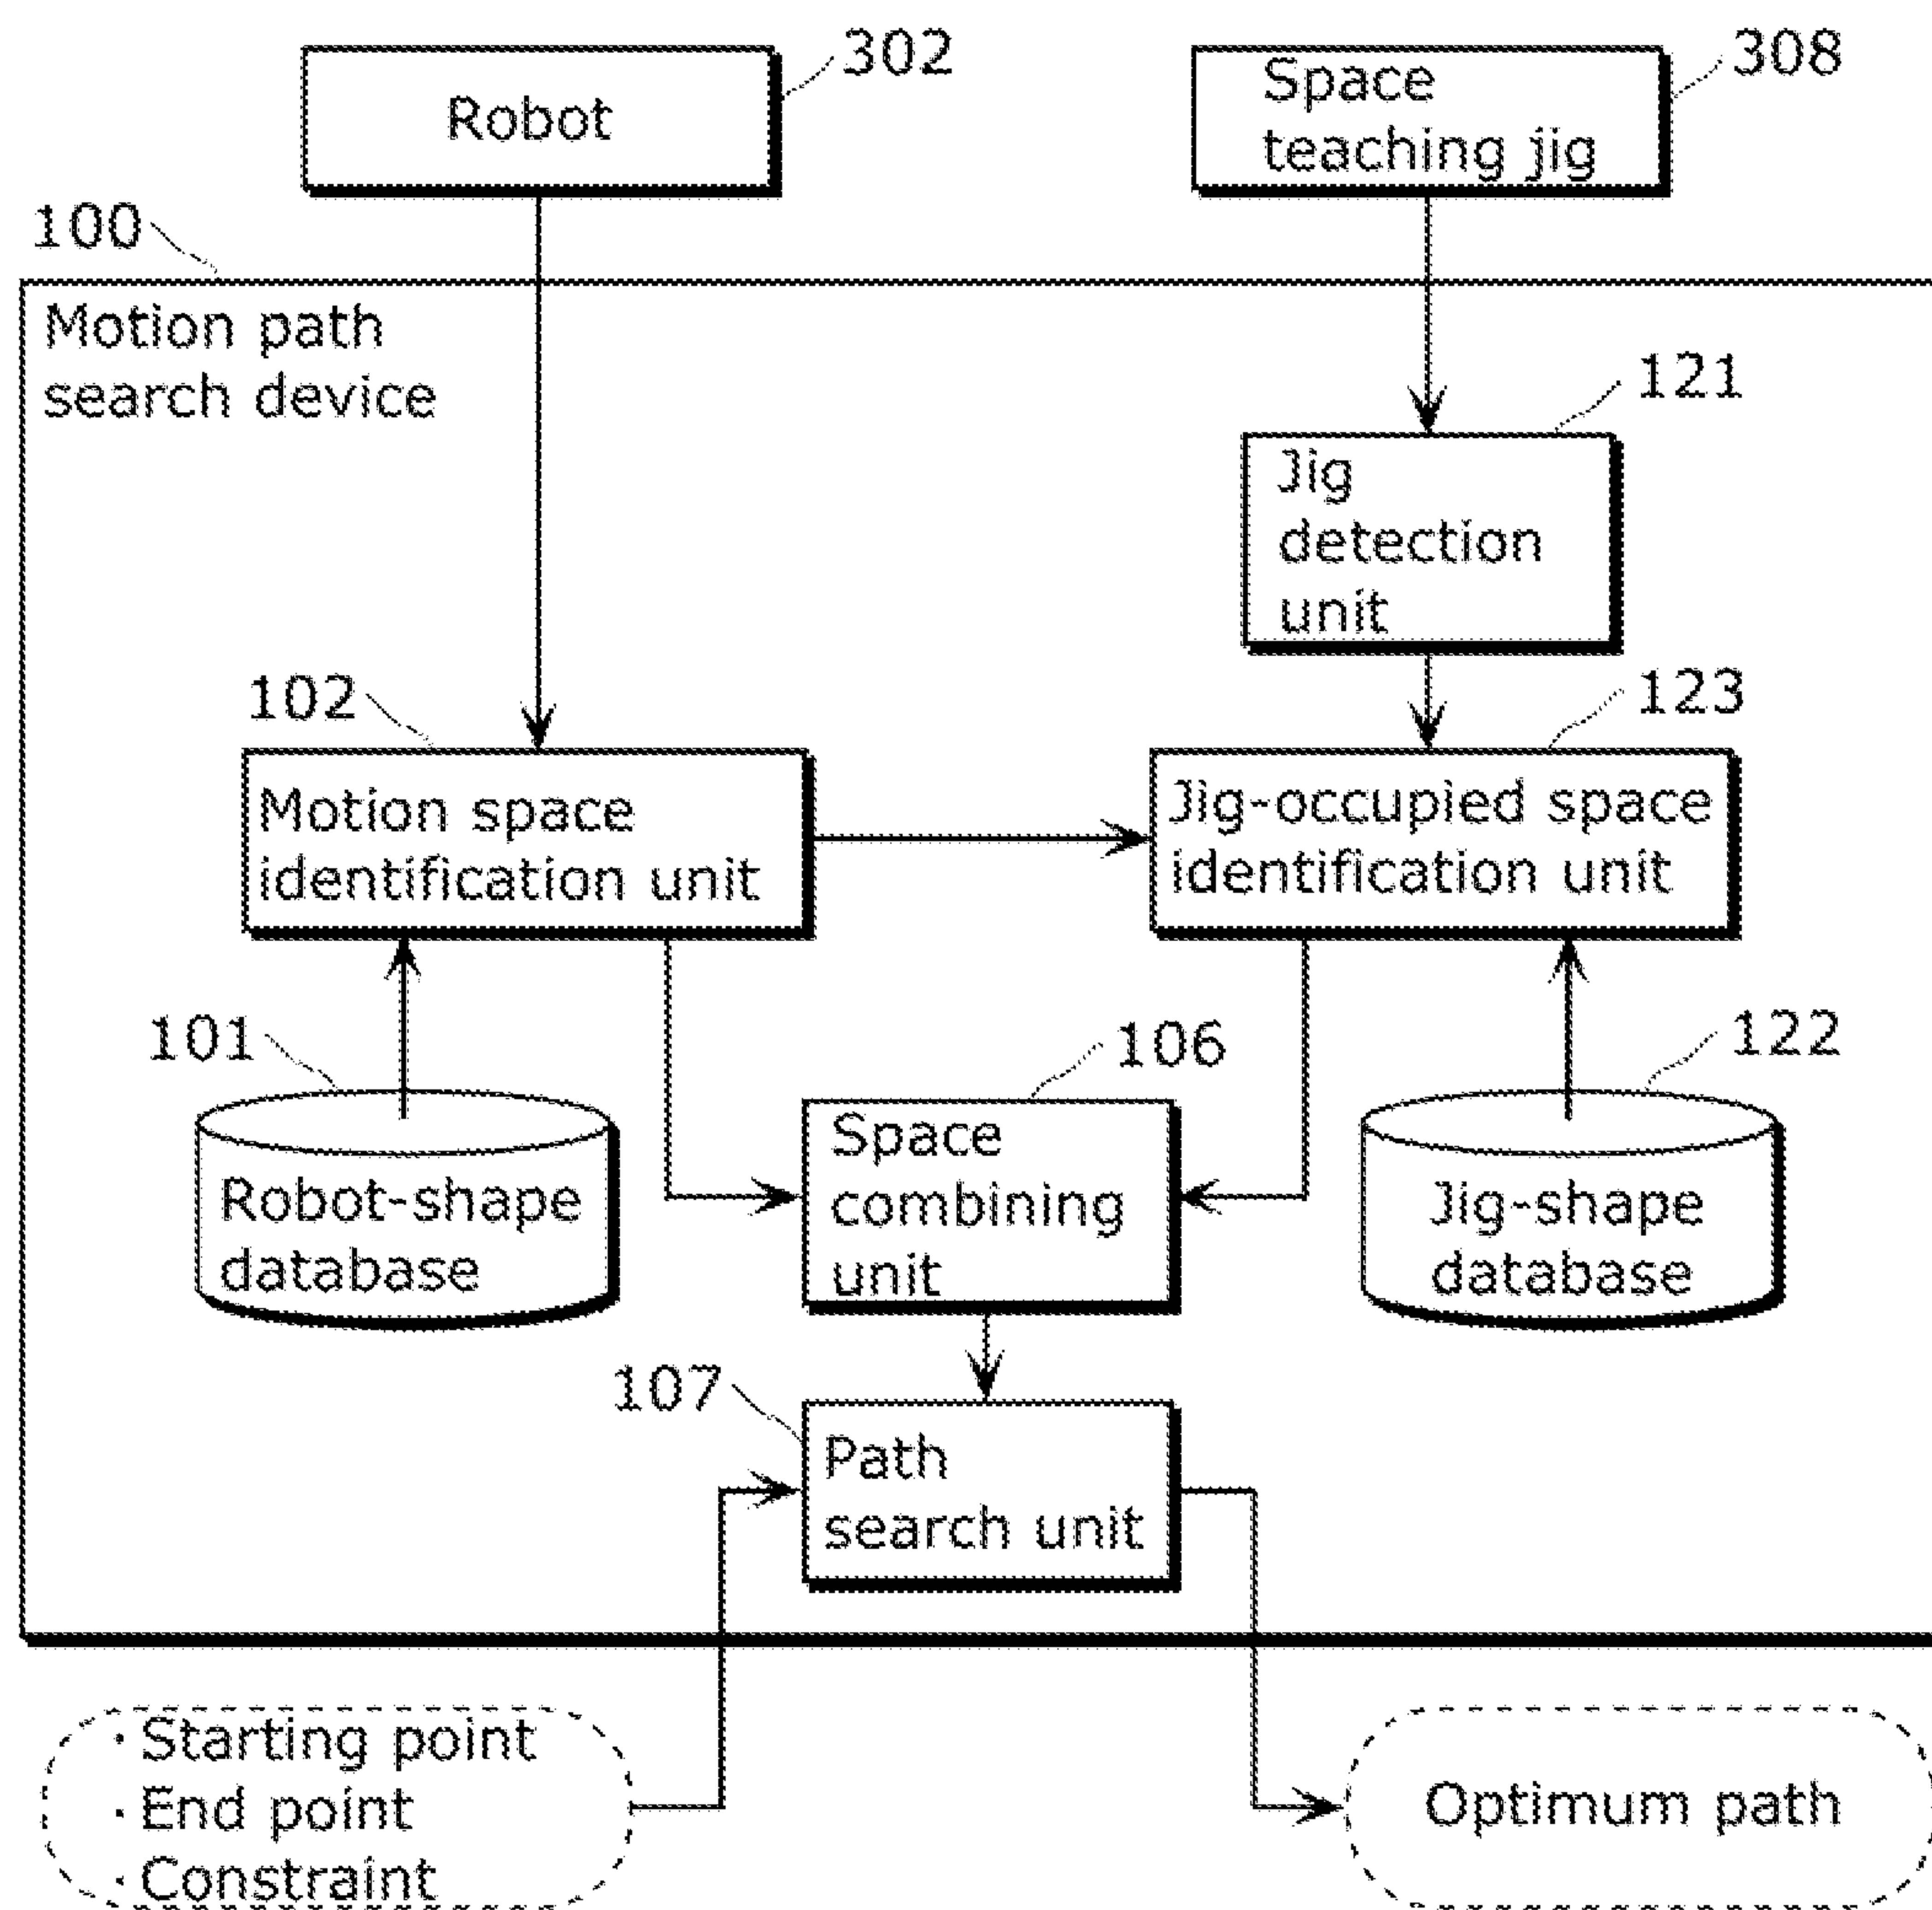 302
308
Robot
Space
teaching jig
100
Motion path
search device
121
Jig
detection
unit
102
123
Motion space
identification unit
Jig-occupied space
identification unit
101
106
122
Robot-shape
database
Space
combining
unit
Jig-shape
database
107
Path
search unit
· Starting point
· End point
· Constraint
Optimum path